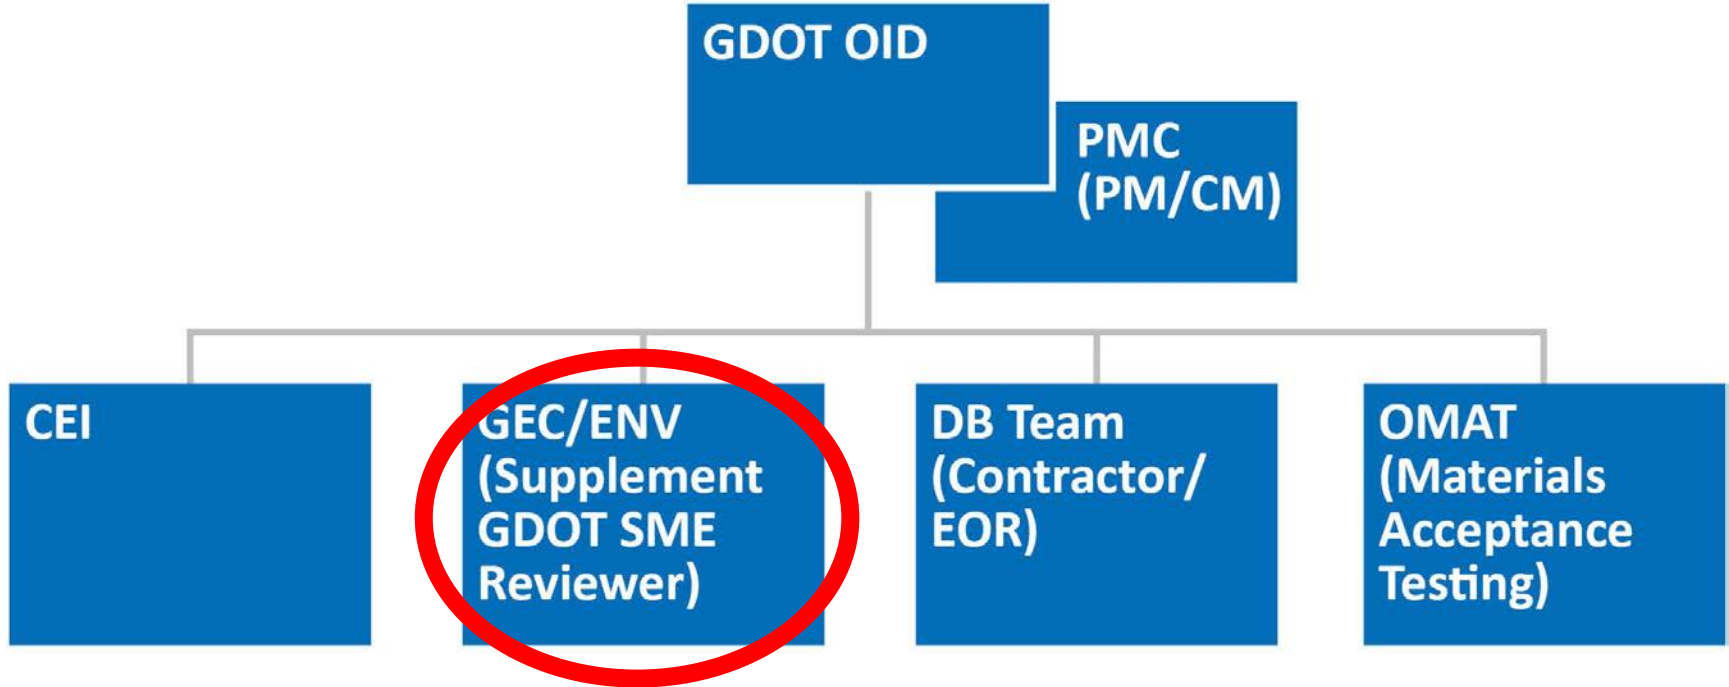 GDOT OID
PMC
(PM/CM)
CEI
GEC/ENV
(Supplement
GDOT SME
Reviewer)
DB Team
(Contractor/
EOR)
OMAT
(Materials
Acceptance
Testing)